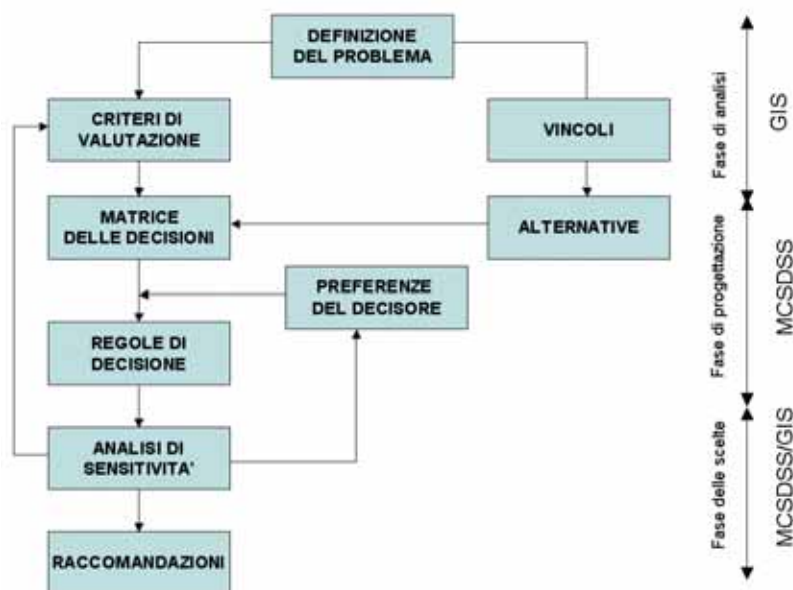 DEFINIZIONE
DEL PROBLEMA
CRITERI DI
VALUTAZIONE
VINCOLI
MATRICE
DELLE DECISIONI
ALTERNATIVE
PREFERENZE
DEL DECISORE
REGOLE DI
DECISIONE
ANALISI DI
SENSITIVITA'
RACCOMANDAZIONI
Fase di analisi
GIS
Fase di progettazione
MCSDSS
Fase delle scelte
MCSDSS/GIS